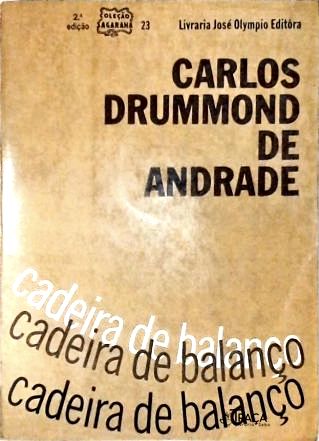 2.ª
edição
COLEÇÃO
SAGARANA
23
Livraria José Olympio Editôra
CARLOS
DRUMMOND
DE
ANDRADE
cadeira de balanço
cadeira de balanço
cadeira de balanço